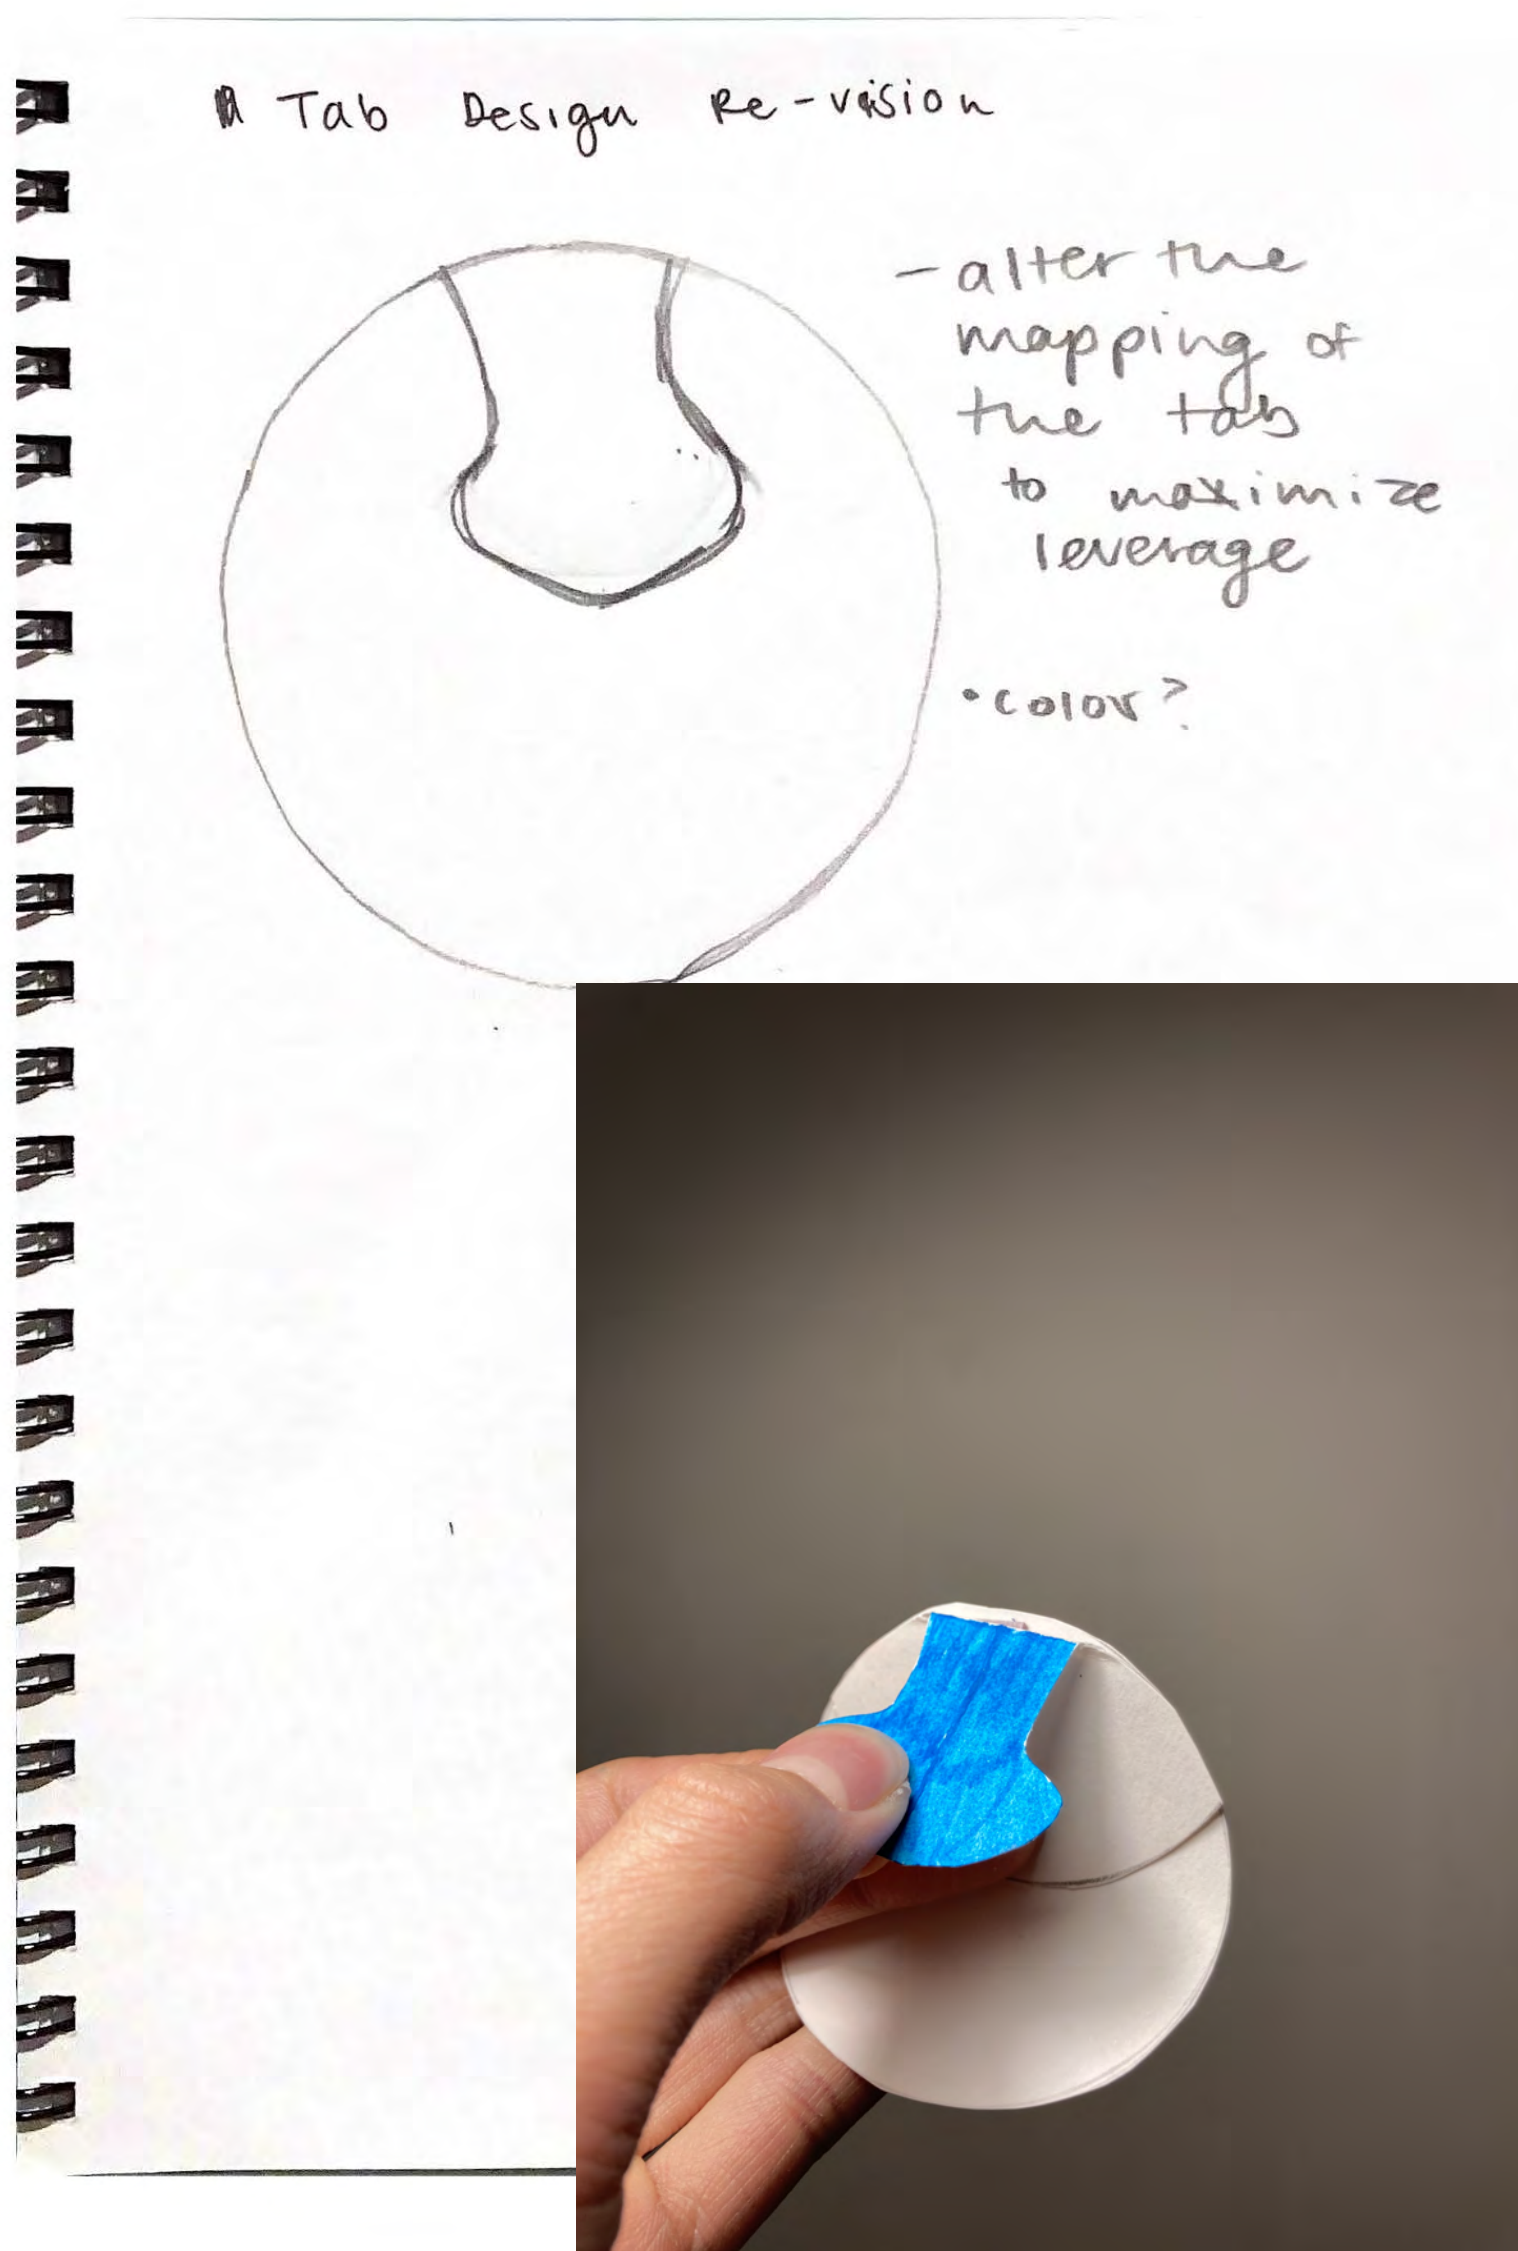 Tab Design Re-vision
- alter the
mapping of
the tab
to maximize
leverage
• color?